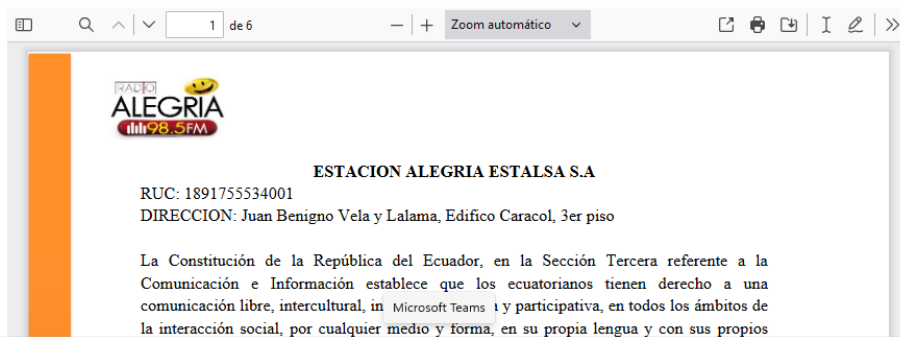 1 de 6 Zoom automático
RADIO
ALEGRIA
98.5FM
ESTACION ALEGRIA ESTALSA S.A
RUC: 1891755534001
DIRECCION: Juan Benigno Vela y Lalama, Edifico Caracol, 3er piso
La Constitución de la República del Ecuador, en la Sección Tercera referente a la
Comunicación e Información establece que los ecuatorianos tienen derecho a una
comunicación libre, intercultural, in Microsoft Teams y participativa, en todos los ámbitos de
la interacción social, por cualquier medio y forma, en su propia lengua y con sus propios